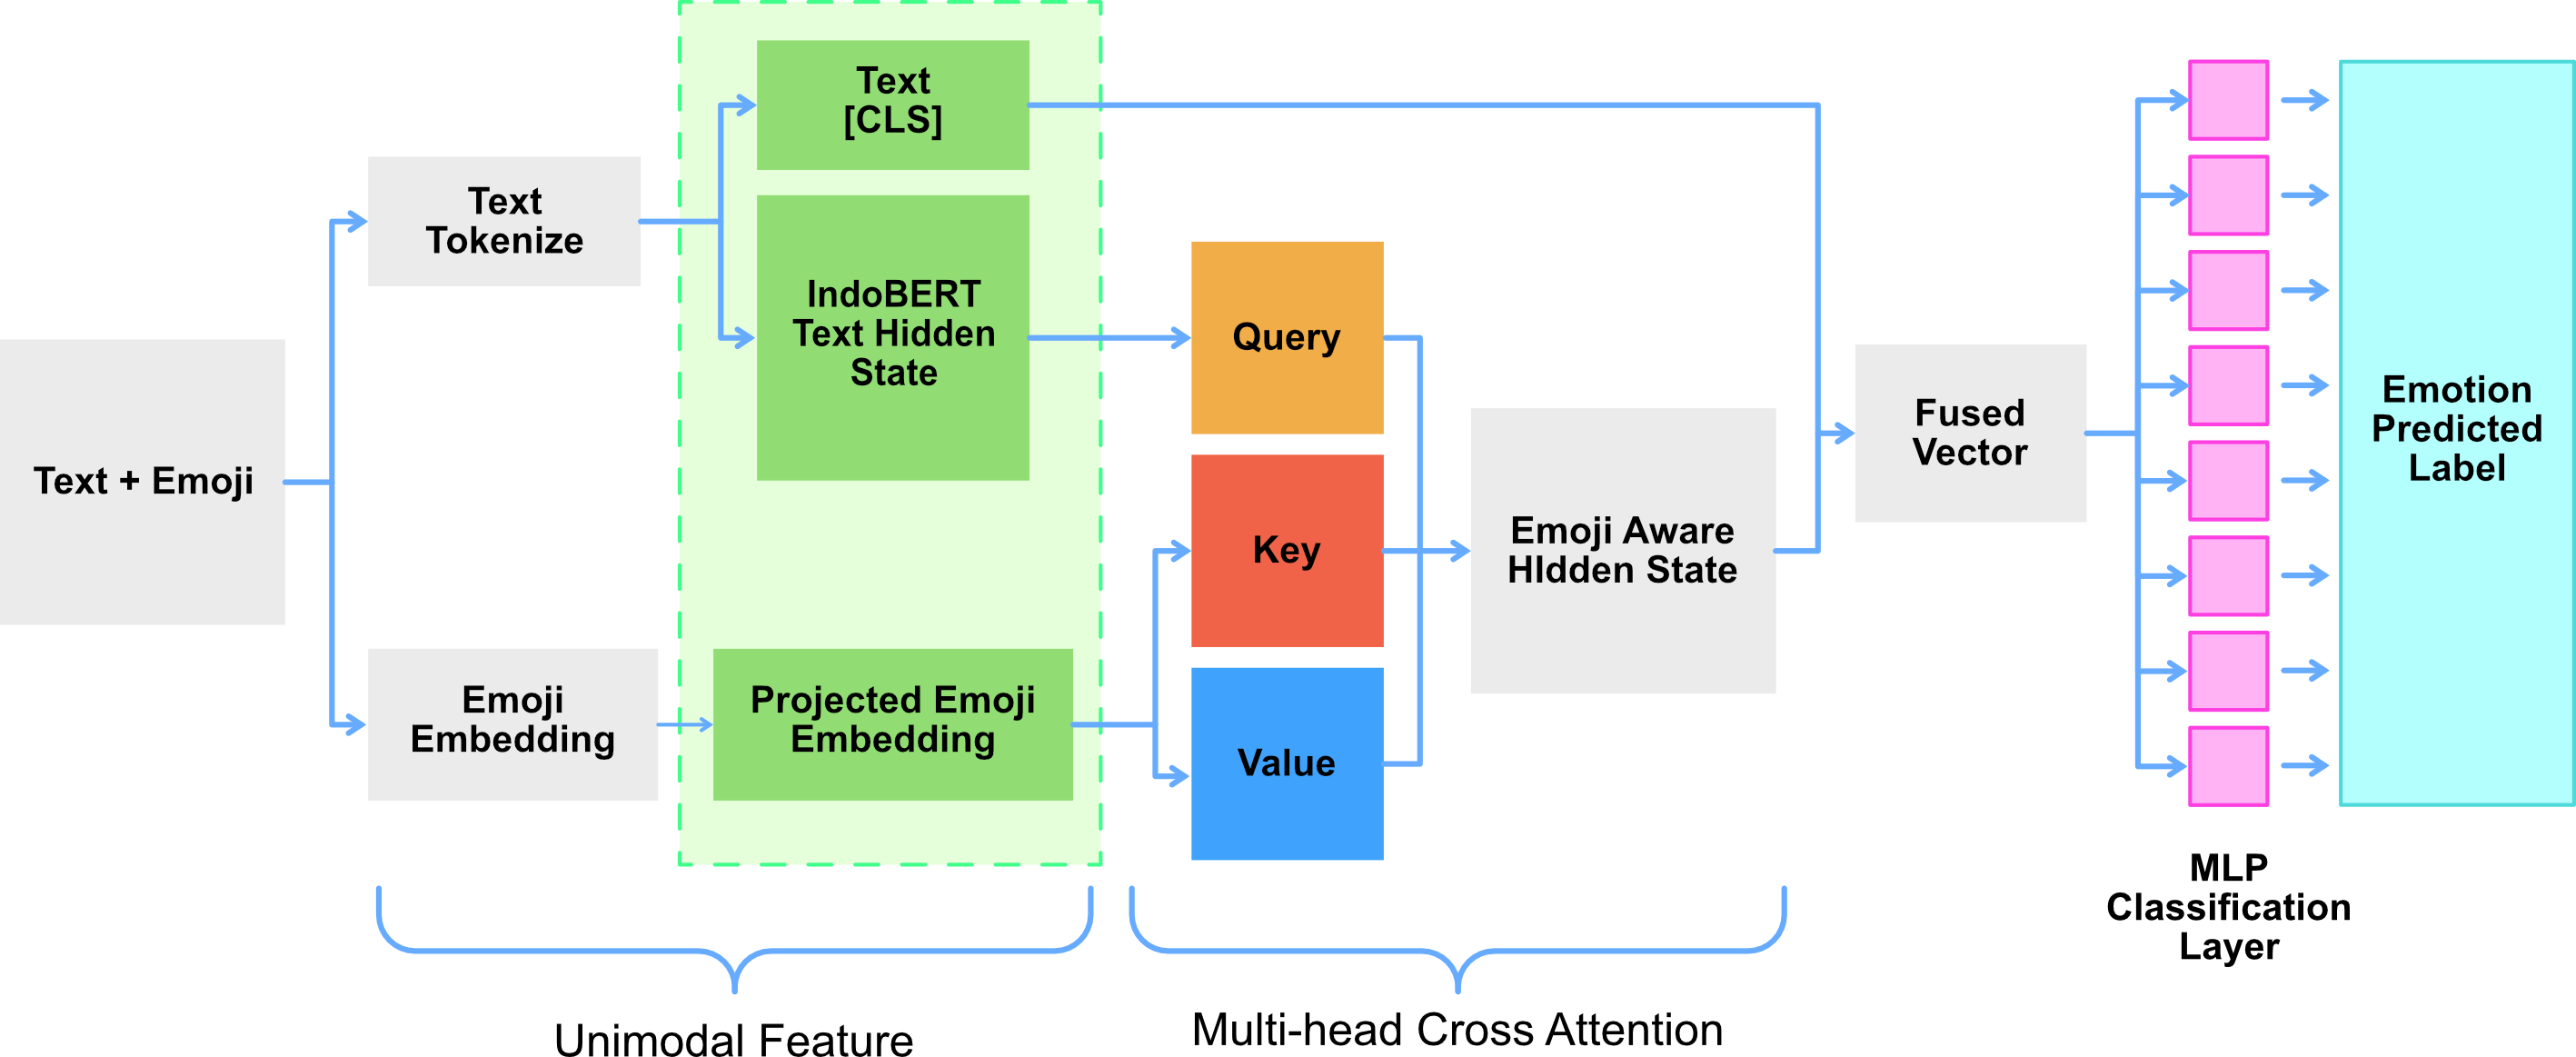 Text + Emoji
Text
Tokenize
Emoji
Embedding
Text
[CLS]
IndoBERT
Text Hidden
State
Projected Emoji
Embedding
Unimodal Feature
Query
Key
Value
Emoji Aware
HIdden State
Multi-head Cross Attention
Fused
Vector
MLP
Classification
Layer
Emotion
Predicted
Label